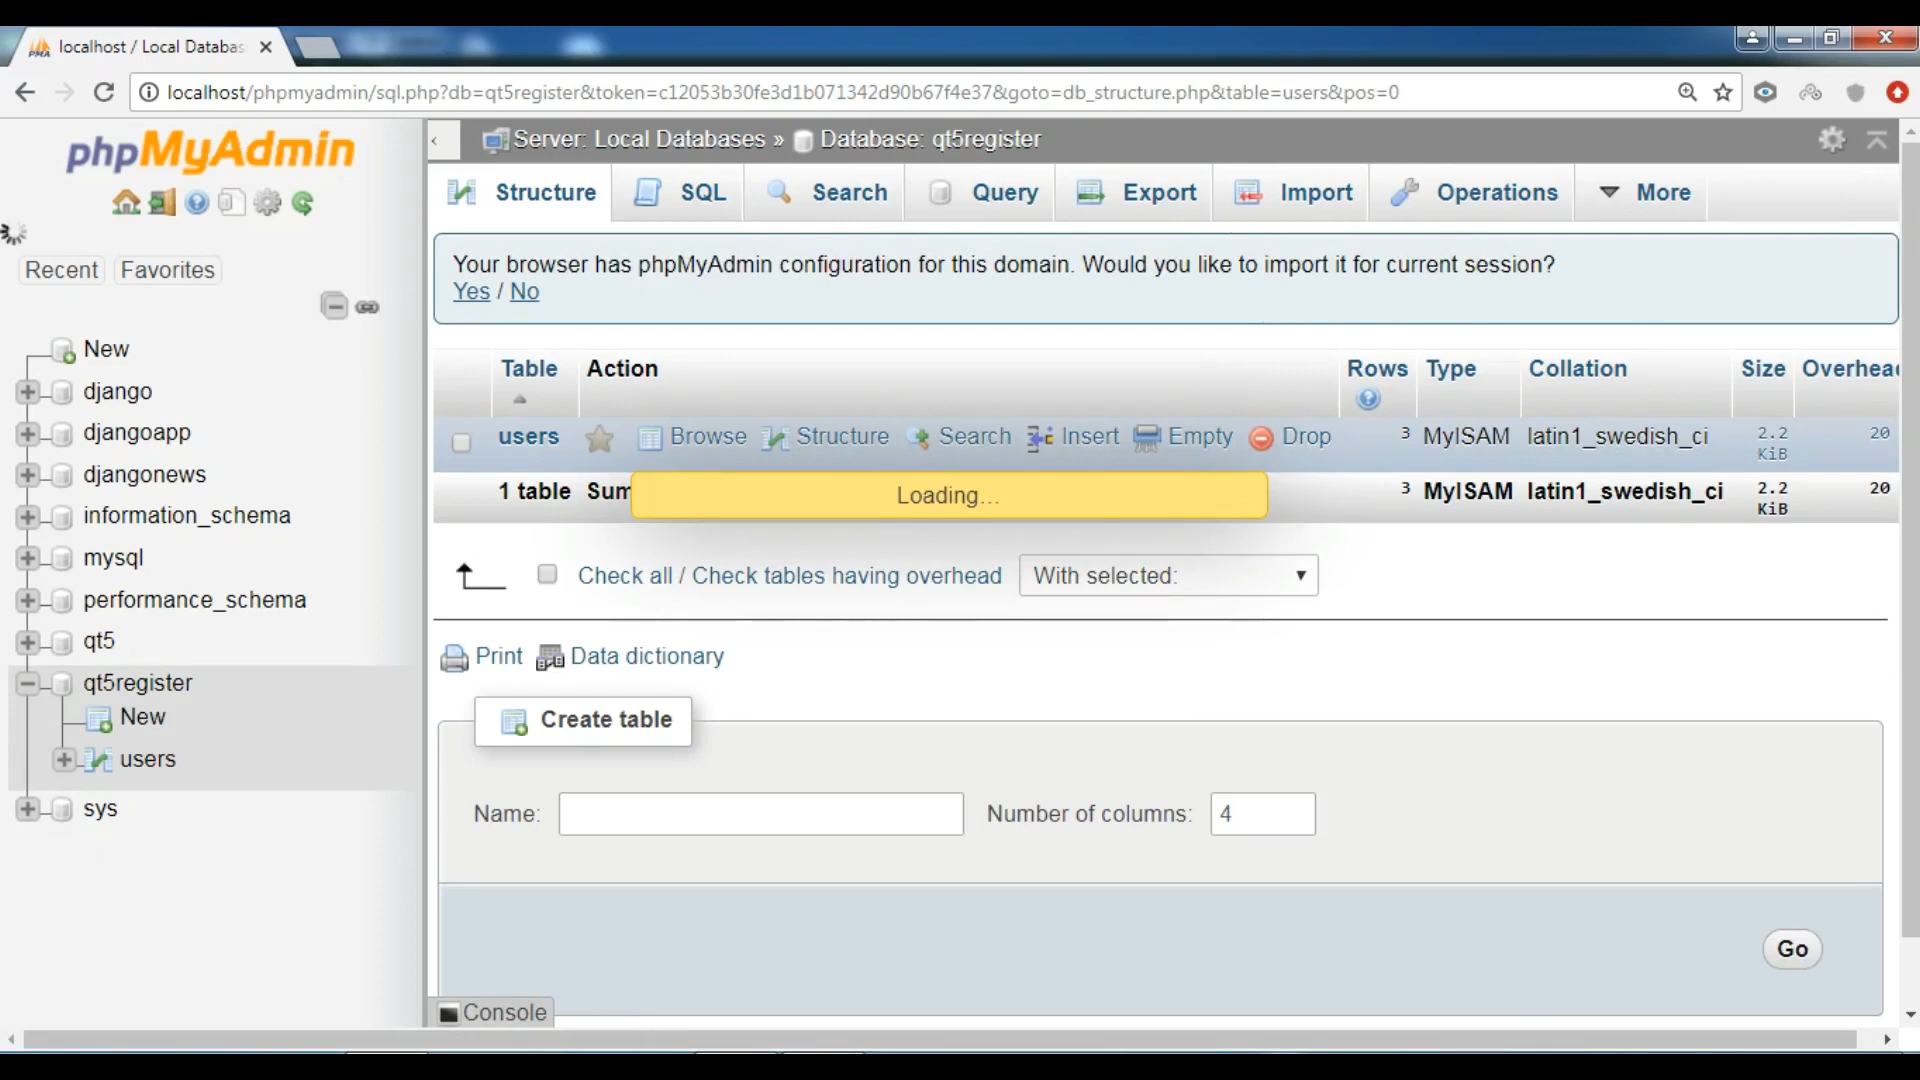 localhost / Local Databas
localhost/phpmyadmin/sql.php?db=qt5register&token=c12053b30fe3d1b071342d90b67f4e37&goto=db_structure.php&table=users&pos=0
phpMyAdmin
Recent Favorites
New
django
djangoapp
djangonews
information_schema
mysql
performance_schema
qt5
qt5register
New
users
sys
Server: Local Databases » Database: qt5register
Structure SQL Search Query Export Import Operations More
Your browser has phpMyAdmin configuration for this domain. Would you like to import it for current session?
Yes / No
Table Action Rows Type Collation Size Overhead
users Browse Structure Search Insert Empty Drop 3 MyISAM latin1_swedish_ci 2.2 KiB 20
1 table Sum 3 MyISAM latin1_swedish_ci 2.2 KiB 20
Loading...
Check all / Check tables having overhead With selected:
Print Data dictionary
Create table
Name: Number of columns: 4
Go
Console